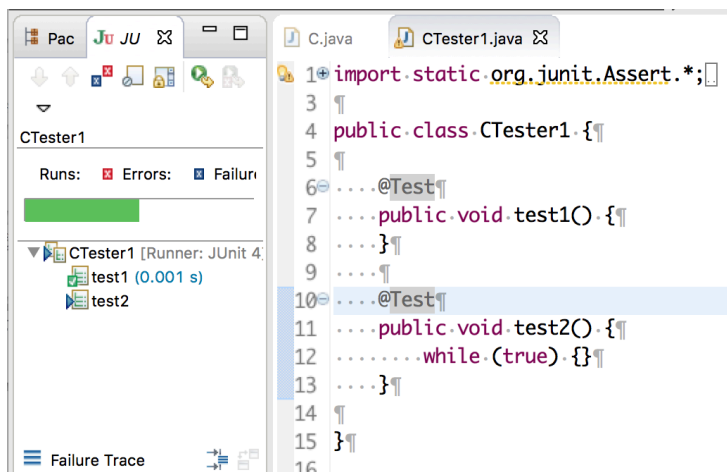 Pac JU JU
C.java CTester1.java
CTester1
Runs: Errors: Failur
CTester1 [Runner: JUnit 4]
test1 (0.001 s)
test2
Failure Trace
1 import static org.junit.Assert.*;
3 ¶
4 public class CTester1 {¶
5 ¶
6 ····@Test¶
7 ····public void test1() {¶
8 ····}¶
9 ····¶
10 ····@Test¶
11 ····public void test2() {¶
12 ········while (true) {}¶
13 ····}¶
14 ¶
15 }¶
16